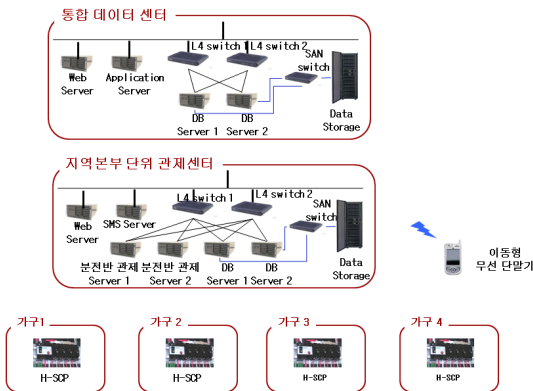 통합 데이터 센터
L4 switch 1
L4 switch 2
SAN
switch
Web
Server
Application
Server
DB
Server 1
DB
Server 2
Data
Storage
지역본부 단위 관제센터
L4 switch 1
L4 switch 2
SAN
switch
Web
Server
SMS Server
분전반 관제
Server 1
분전반 관제
Server 2
DB
Server 1
DB
Server 2
Data
Storage
이동형
무선 단말기
가구1
가구 2
가구 3
가구 4
H-SCP
H-SCP
H-SCP
H-SCP